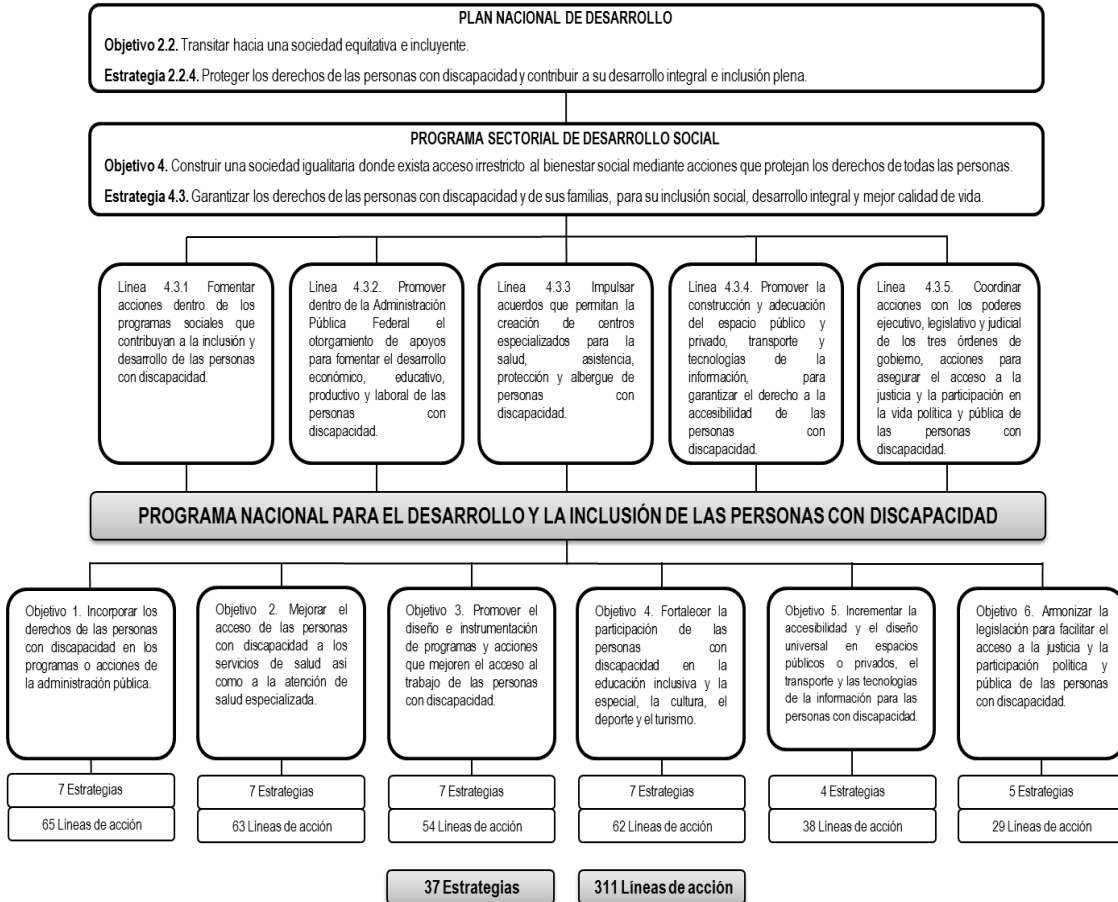 PLAN NACIONAL DE DESARROLLO
Objetivo 2.2. Transitar hacia una sociedad equitativa e incluyente.
Estrategia 2.2.4. Proteger los derechos de las personas con discapacidad y contribuir a su desarrollo integral e inclusión plena.
PROGRAMA SECTORIAL DE DESARROLLO SOCIAL
Objetivo 4. Construir una sociedad igualitaria donde exista acceso irrestricto al bienestar social mediante acciones que protejan los derechos de todas las personas.
Estrategia 4.3. Garantizar los derechos de las personas con discapacidad y de sus familias, para su inclusión social, desarrollo integral y mejor calidad de vida.
Línea 4.3.1 Fomentar
acciones dentro de los
programas sociales que
contribuyan a la inclusión y
desarrollo de las personas
con discapacidad.
Línea 4.3.2. Promover
dentro de la Administración
Pública Federal el
otorgamiento de apoyos
para fomentar el desarrollo
económico, educativo,
productivo y laboral de las
personas con
discapacidad.
Línea 4.3.3 Impulsar
acuerdos que permitan la
creación de centros
especializados para la
salud, asistencia,
protección y albergue de
personas con
discapacidad.
Línea 4.3.4. Promover la
construcción y adecuación
del espacio público y
privado, transporte y
tecnologías de la
información, para
garantizar el derecho a la
accesibilidad de las
personas con
discapacidad.
Línea 4.3.5. Coordinar
acciones con los poderes
ejecutivo, legislativo y judicial
de los tres órdenes de
gobierno, acciones para
asegurar el acceso a la
justicia y la participación en
la vida política y pública de
las personas con
discapacidad.
PROGRAMA NACIONAL PARA EL DESARROLLO Y LA INCLUSIÓN DE LAS PERSONAS CON DISCAPACIDAD
Objetivo 1. Incorporar los
derechos de las personas
con discapacidad en los
programas o acciones de
la administración pública.
Objetivo 2. Mejorar el
acceso de las personas
con discapacidad a los
servicios de salud así
como a la atención de
salud especializada.
Objetivo 3. Promover el
diseño e instrumentación
de programas y acciones
que mejoren el acceso al
trabajo de las personas
con discapacidad.
Objetivo 4. Fortalecer la
participación de las
personas con
discapacidad en la
educación inclusiva y la
especial, la cultura, el
deporte y el turismo.
Objetivo 5. Incrementar la
accesibilidad y el diseño
universal en espacios
públicos o privados, el
transporte y las tecnologías
de la información para las
personas con discapacidad.
Objetivo 6. Armonizar la
legislación para facilitar el
acceso a la justicia y la
participación política y
pública de las personas
con discapacidad.
7 Estrategias
7 Estrategias
7 Estrategias
7 Estrategias
4 Estrategias
5 Estrategias
65 Líneas de acción
63 Líneas de acción
54 Líneas de acción
62 Líneas de acción
38 Líneas de acción
29 Líneas de acción
37 Estrategias
311 Líneas de acción